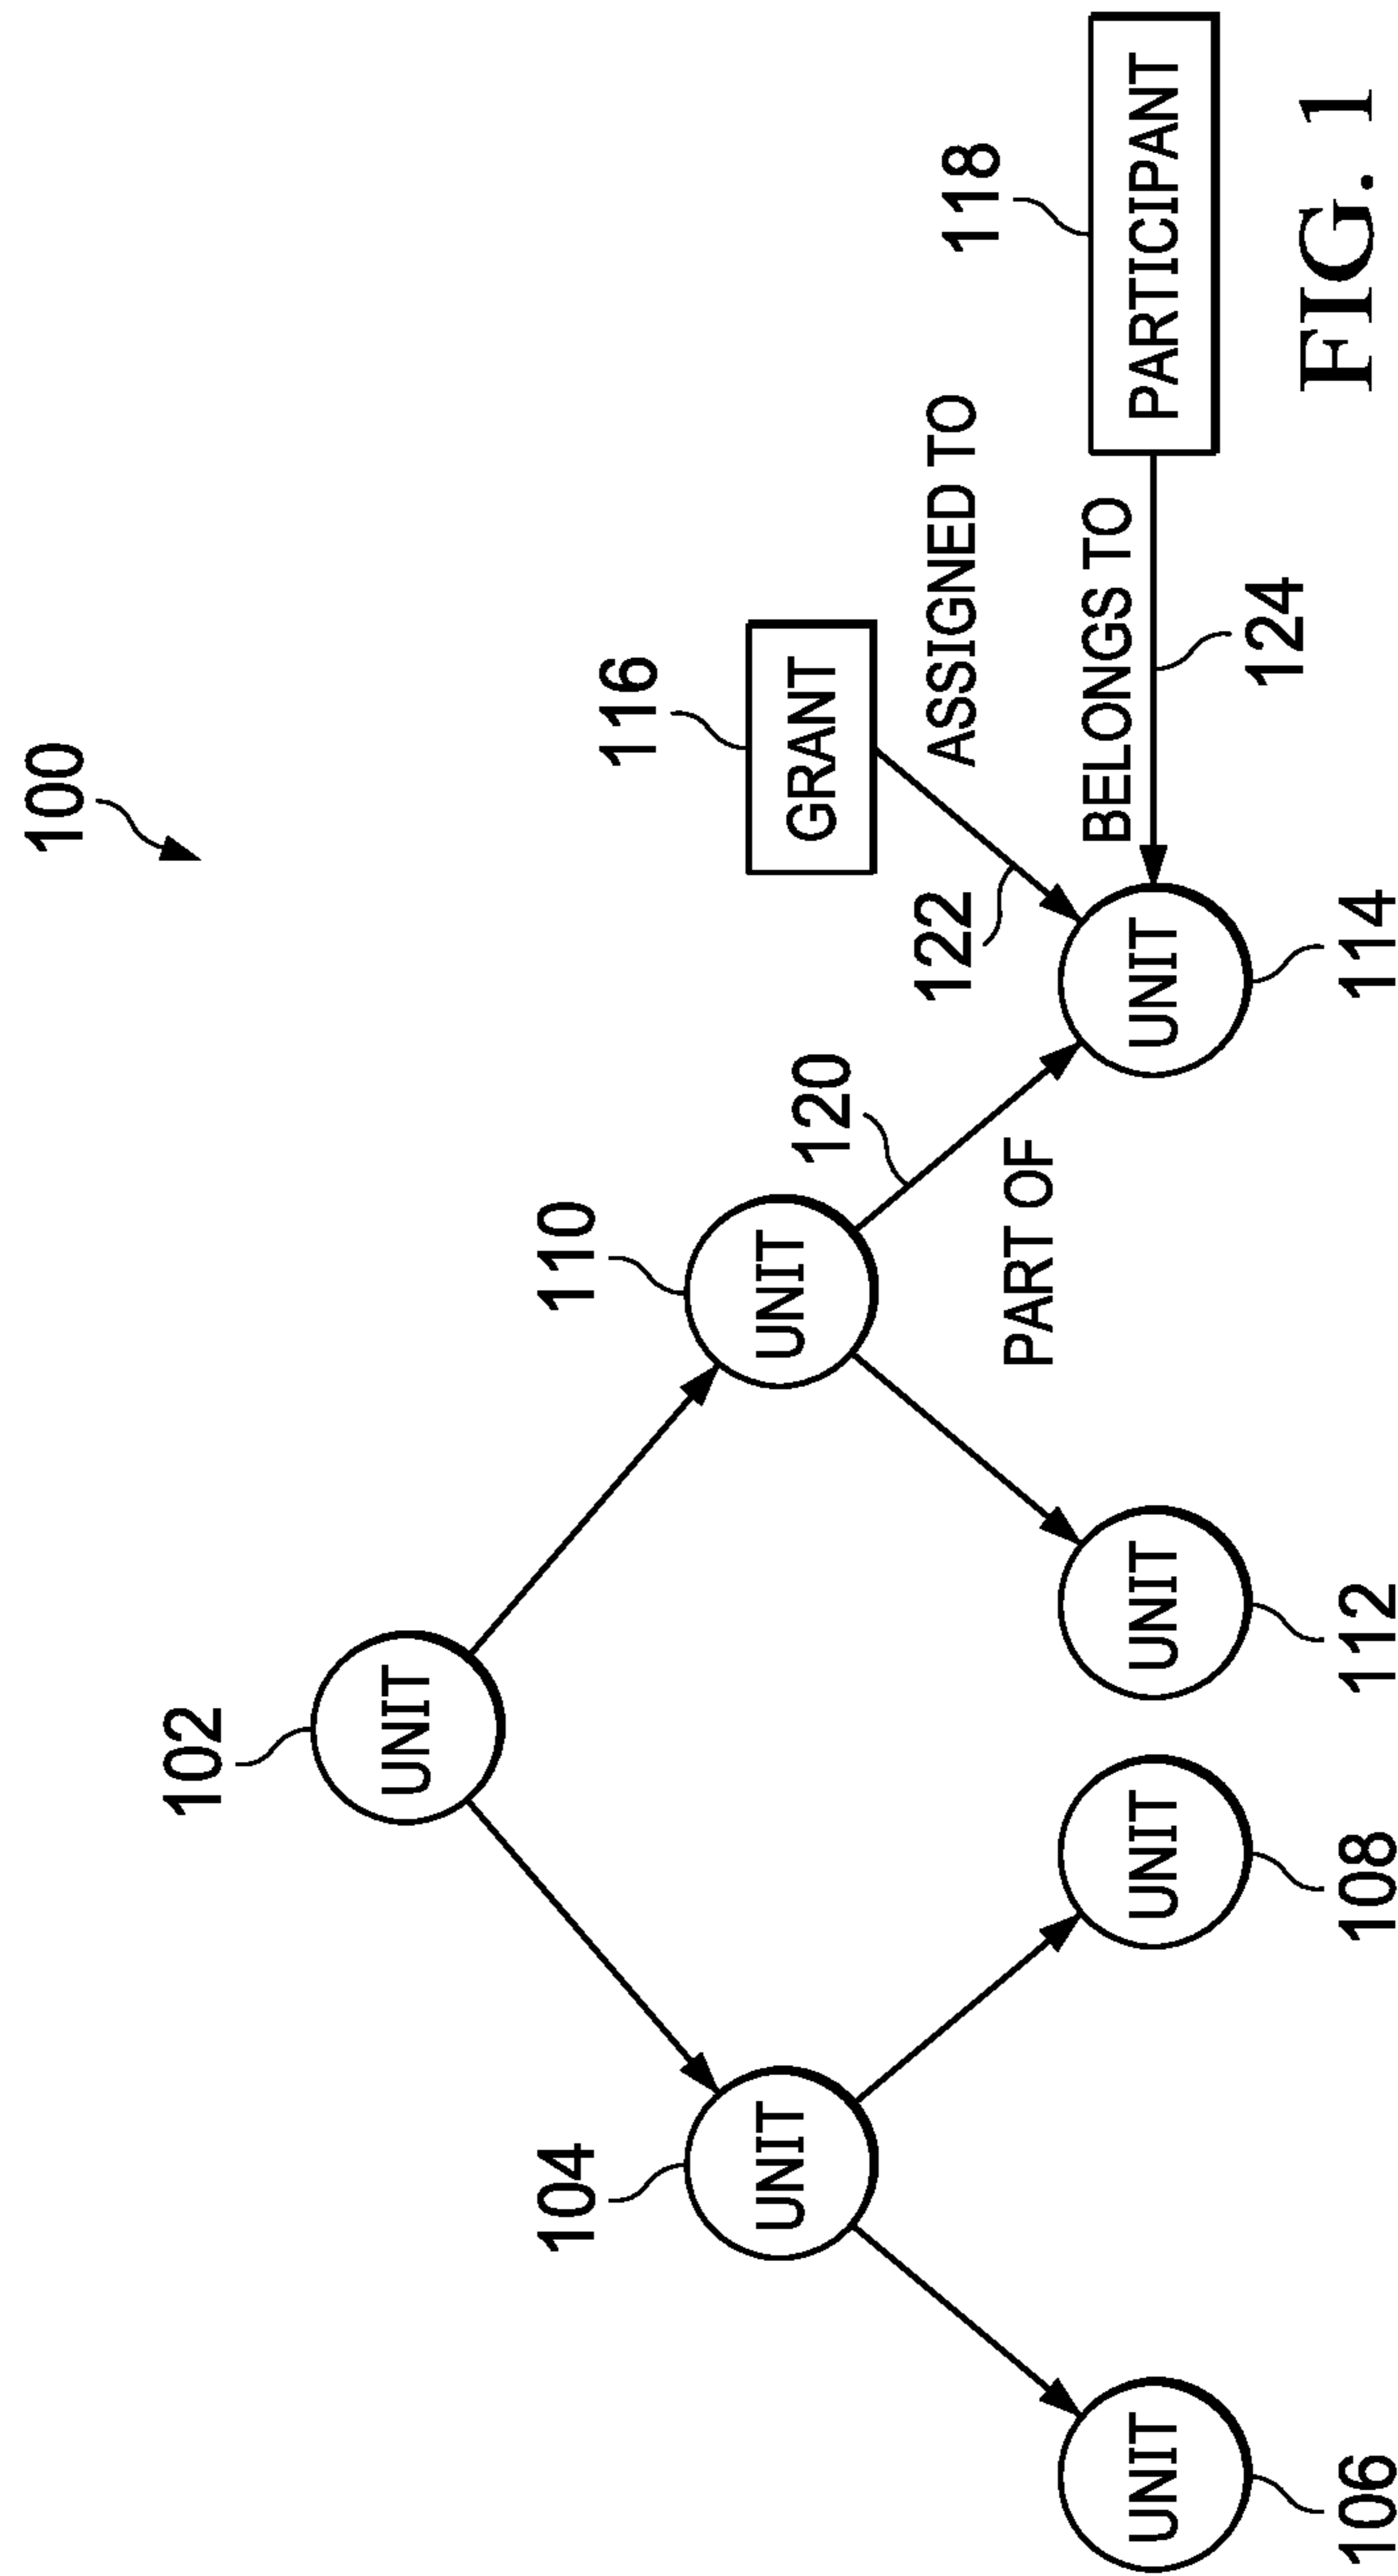 100
102
UNIT
104
UNIT
110
UNIT
116
GRANT
106
UNIT
108
UNIT
112
UNIT
PART OF
120
122
ASSIGNED TO
UNIT
114
BELONGS TO
124
118
PARTICIPANT
FIG. 1